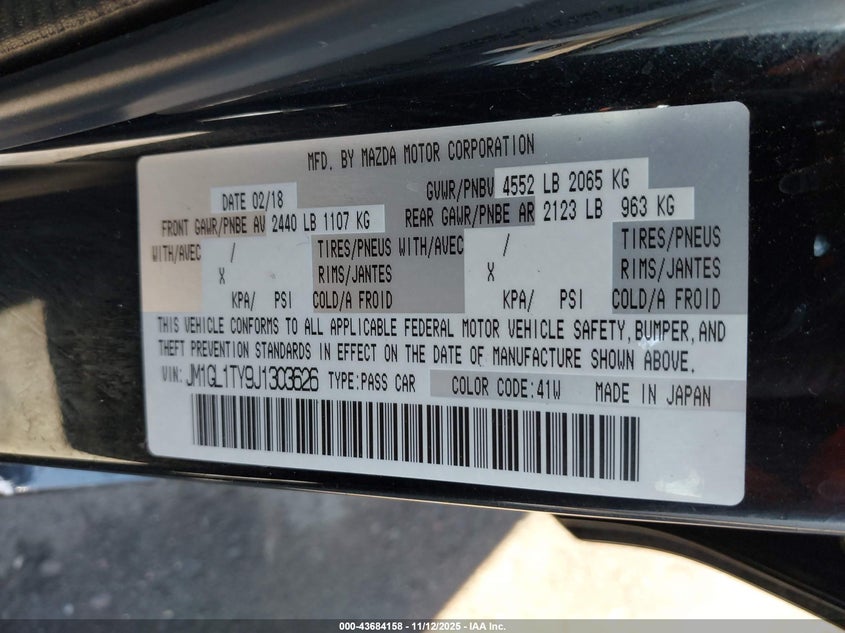 MFD. BY MAZDA MOTOR CORPORATION
DATE 02/18 GVWR/PNBV 4552 LB 2065 KG
FRONT GAWR/PNBE AV 2440 LB 1107 KG REAR GAWR/PNBE AR 2123 LB 963 KG
WITH/AVEC / TIRES/PNEUS WITH/AVEC / TIRES/PNEUS
X RIMS/JANTES X RIMS/JANTES
KPA/ PSI COLD/A FROID KPA/ PSI COLD/A FROID
THIS VEHICLE CONFORMS TO ALL APPLICABLE FEDERAL MOTOR VEHICLE SAFETY, BUMPER, AND
THEFT PREVENTION STANDARDS IN EFFECT ON THE DATE OF MANUFACTURE SHOWN ABOVE.
VIN: JM1GL1TY9J1303626 TYPE:PASS CAR COLOR CODE:41W MADE IN JAPAN
000-43684158 - 11/12/2025 - IAA Inc.